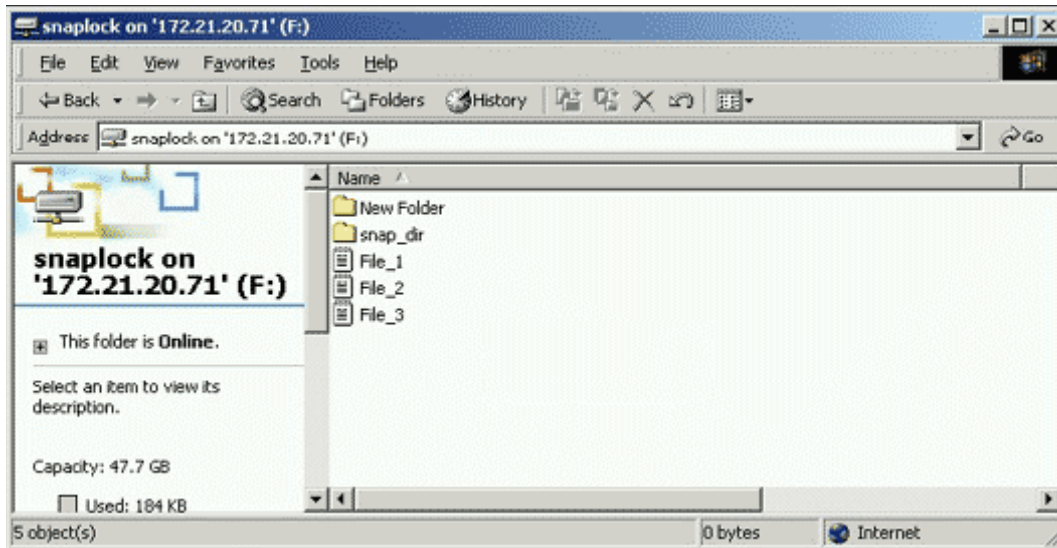 snaplock on '172.21.20.71' (F:)
File Edit View Favorites Tools Help
Back Search Folders History
Address snaplock on '172.21.20.71' (F:) Go
Name
New Folder
snap_dir
File_1
File_2
File_3
snaplock on
'172.21.20.71' (F:)
This folder is Online.
Select an item to view its
description.
Capacity: 47.7 GB
Used: 184 KB
5 object(s) 0 bytes Internet